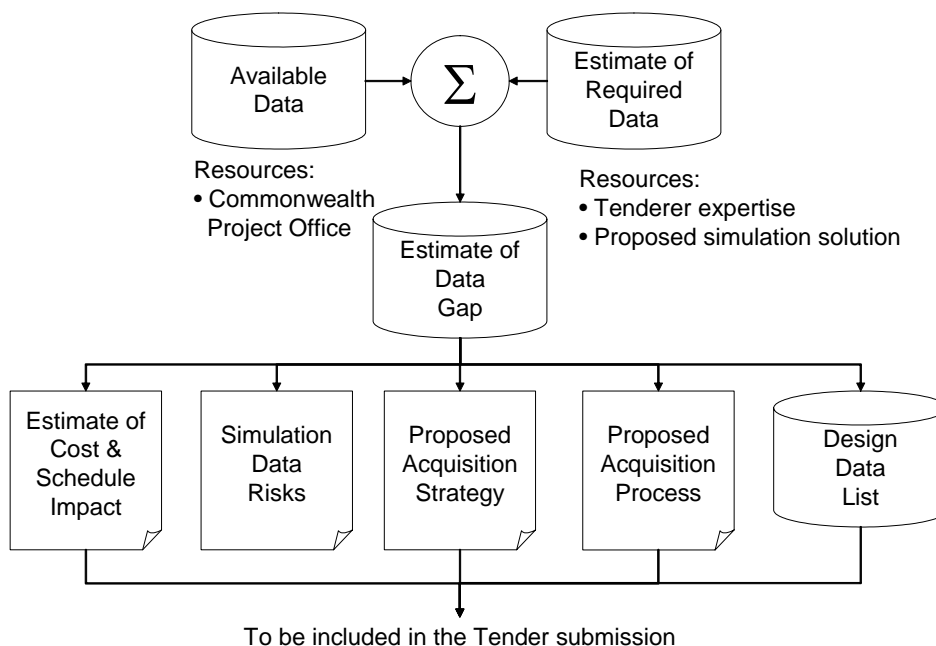 Available
Data
Σ
Estimate of
Required
Data
Resources:
• Commonwealth
Project Office
Resources:
• Tenderer expertise
• Proposed simulation solution
Estimate of
Data
Gap
Estimate of
Cost &
Schedule
Impact
Simulation
Data
Risks
Proposed
Acquisition
Strategy
Proposed
Acquisition
Process
Design
Data
List
To be included in the Tender submission